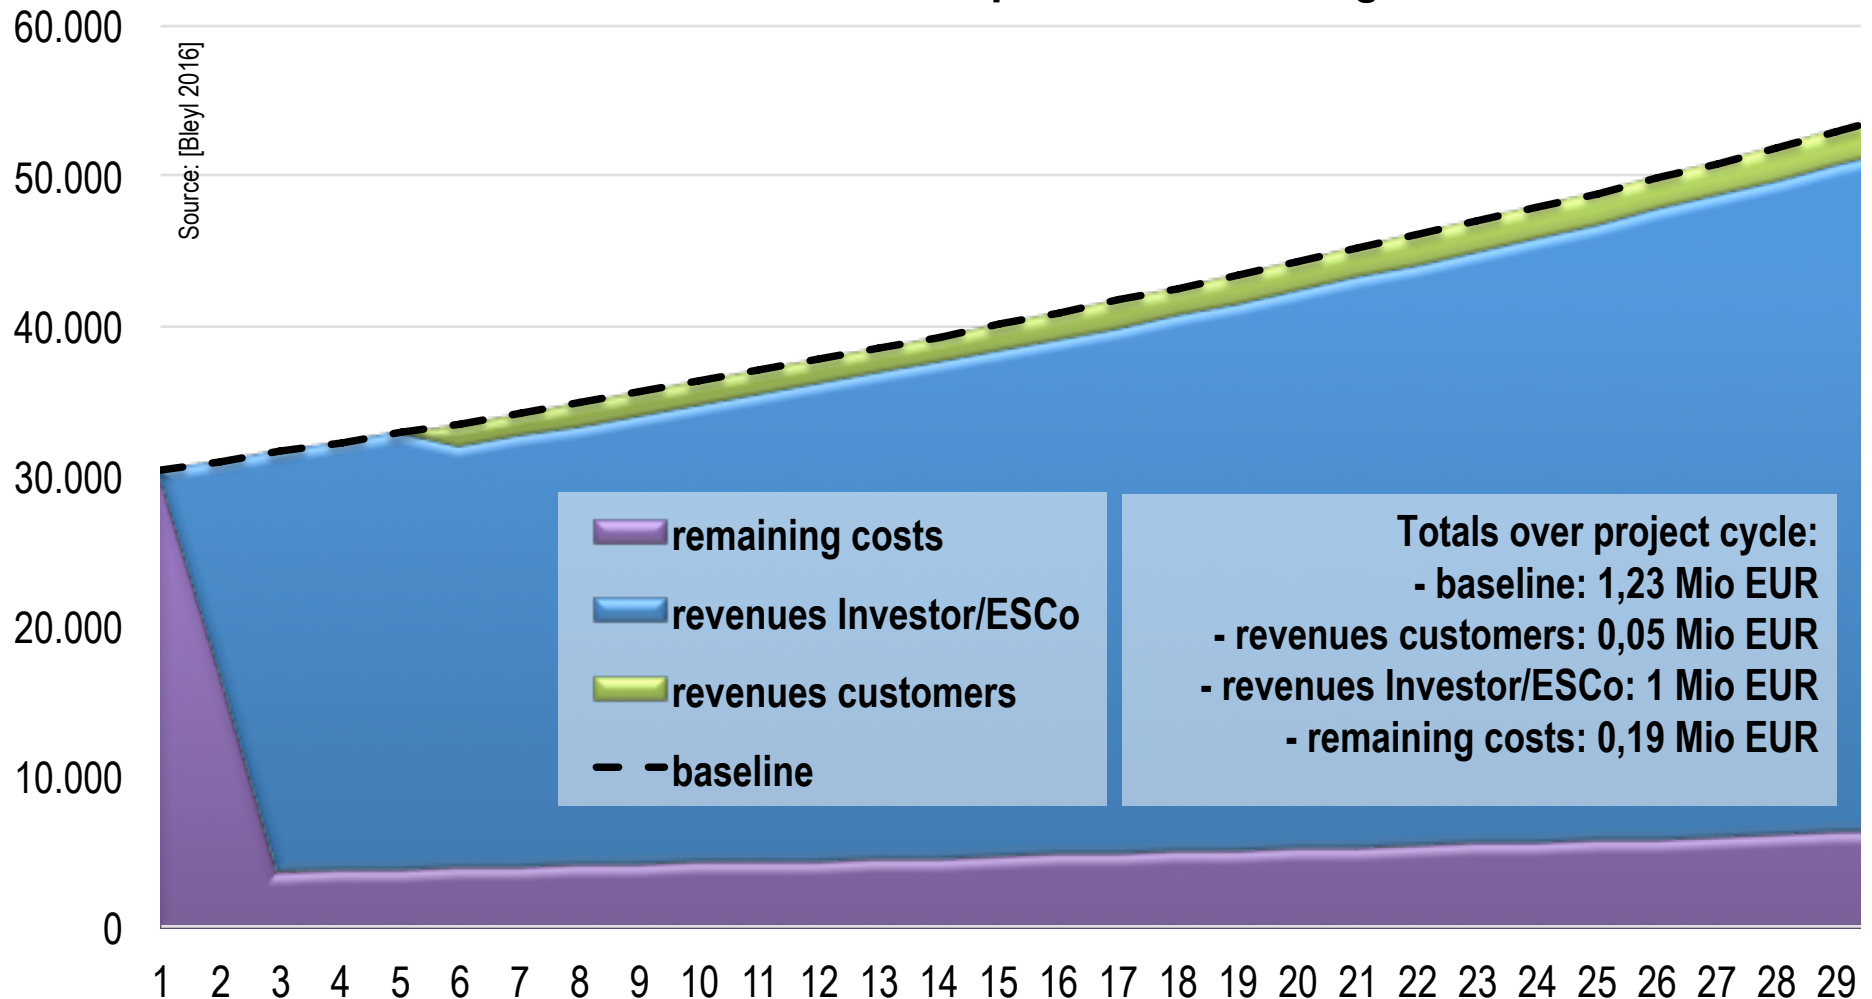 60.000
50.000
40.000
30.000
20.000
10.000
0
Source: [Bleyl 2016]
remaining costs
revenues Investor/ESCo
revenues customers
baseline
Totals over project cycle:
- baseline: 1,23 Mio EUR
- revenues customers: 0,05 Mio EUR
- revenues Investor/ESCo: 1 Mio EUR
- remaining costs: 0,19 Mio EUR
1 2 3 4 5 6 7 8 9 10 11 12 13 14 15 16 17 18 19 20 21 22 23 24 25 26 27 28 29